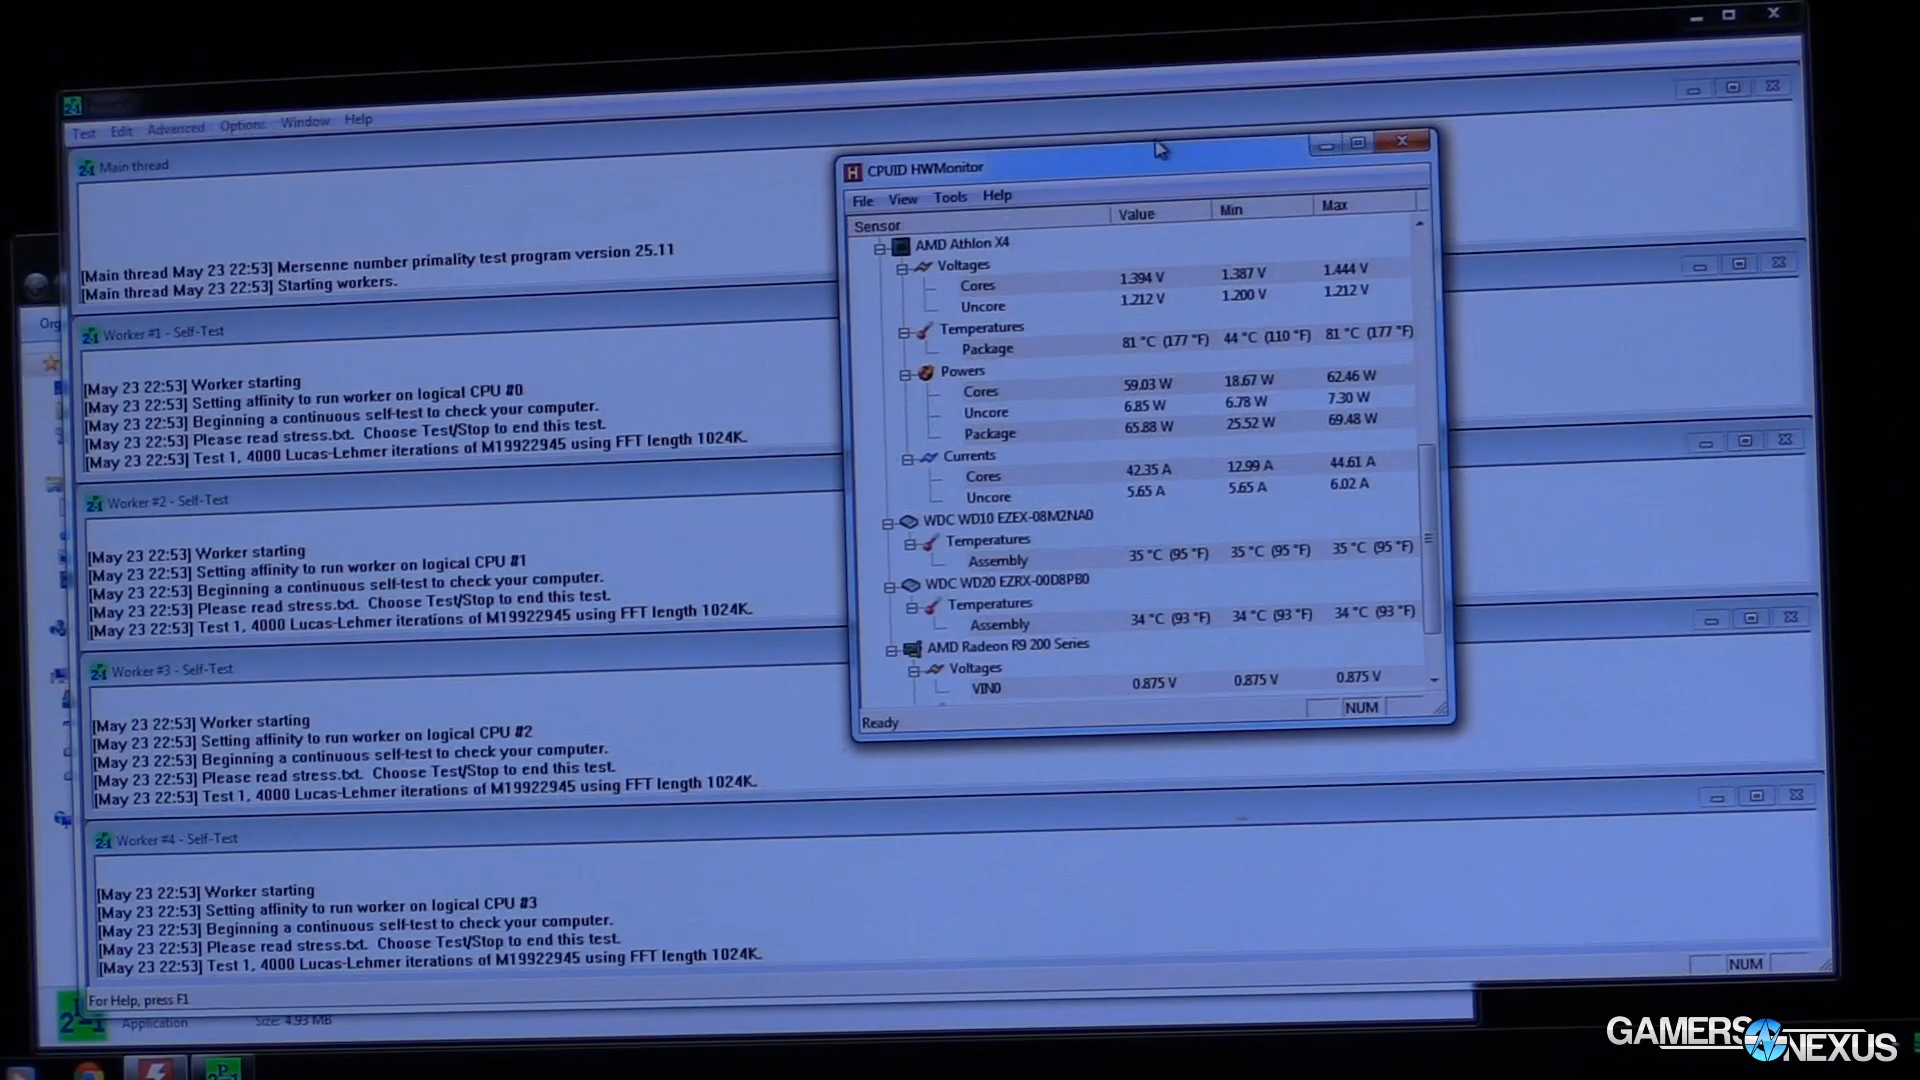 Test Edit Advanced Options Window Help
Main thread
[Main thread May 23 22:53] Mersenne number primality test program version 25.11
[Main thread May 23 22:53] Starting workers.
Worker #1 - Self-Test
[May 23 22:53] Worker starting
[May 23 22:53] Setting affinity to run worker on logical CPU #0
[May 23 22:53] Beginning a continuous self-test to check your computer.
[May 23 22:53] Please read stress.txt.  Choose Test/Stop to end this test.
[May 23 22:53] Test 1, 4000 Lucas-Lehmer iterations of M19922945 using FFT length 1024K.
Worker #2 - Self-Test
[May 23 22:53] Worker starting
[May 23 22:53] Setting affinity to run worker on logical CPU #1
[May 23 22:53] Beginning a continuous self-test to check your computer.
[May 23 22:53] Please read stress.txt.  Choose Test/Stop to end this test.
[May 23 22:53] Test 1, 4000 Lucas-Lehmer iterations of M19922945 using FFT length 1024K.
Worker #3 - Self-Test
[May 23 22:53] Worker starting
[May 23 22:53] Setting affinity to run worker on logical CPU #2
[May 23 22:53] Beginning a continuous self-test to check your computer.
[May 23 22:53] Please read stress.txt.  Choose Test/Stop to end this test.
[May 23 22:53] Test 1, 4000 Lucas-Lehmer iterations of M19922945 using FFT length 1024K.
Worker #4 - Self-Test
[May 23 22:53] Worker starting
[May 23 22:53] Setting affinity to run worker on logical CPU #3
[May 23 22:53] Beginning a continuous self-test to check your computer.
[May 23 22:53] Please read stress.txt.  Choose Test/Stop to end this test.
[May 23 22:53] Test 1, 4000 Lucas-Lehmer iterations of M19922945 using FFT length 1024K.
For Help, press F1
NUM
Application Size: 4.93 MB
CPUID HWMonitor
File View Tools Help
Sensor Value Min Max
AMD Athlon X4
Voltages
Cores 1.394 V 1.387 V 1.444 V
Uncore 1.212 V 1.200 V 1.212 V
Temperatures
Package 81 °C (177 °F) 44 °C (110 °F) 81 °C (177 °F)
Powers
Cores 59.03 W 18.67 W 62.46 W
Uncore 6.85 W 6.78 W 7.30 W
Package 65.88 W 25.52 W 69.48 W
Currents
Cores 42.35 A 12.99 A 44.61 A
Uncore 5.65 A 5.65 A 6.02 A
WDC WD10 EZEX-08M2NA0
Temperatures
Assembly 35 °C (95 °F) 35 °C (95 °F) 35 °C (95 °F)
WDC WD20 EZRX-00D8PB0
Temperatures
Assembly 34 °C (93 °F) 34 °C (93 °F) 34 °C (93 °F)
AMD Radeon R9 200 Series
Voltages
VIN0 0.875 V 0.875 V 0.875 V
Ready NUM
GAMERS NEXUS